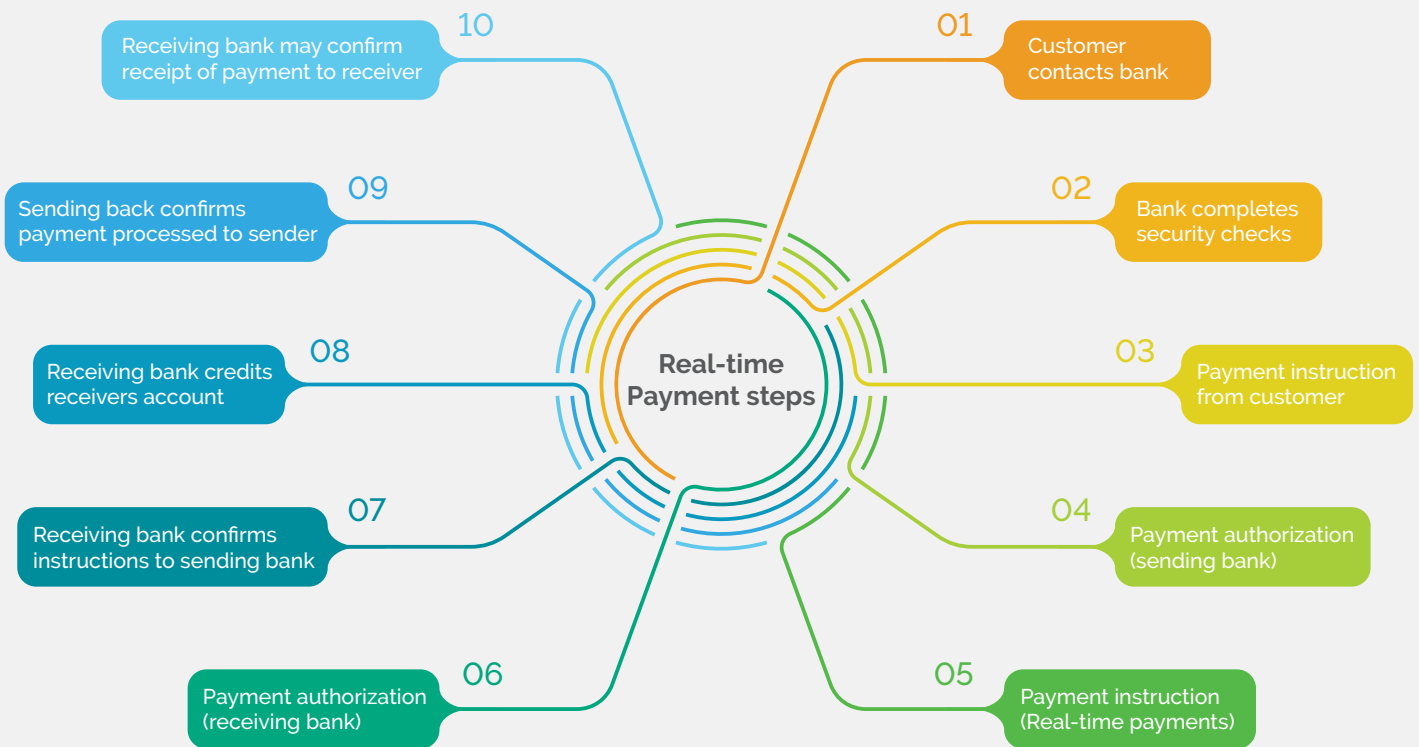 Real-time
Payment steps
01
Customer
contacts bank
02
Bank completes
security checks
03
Payment instruction
from customer
04
Payment authorization
(sending bank)
05
Payment instruction
(Real-time payments)
06
Payment authorization
(receiving bank)
07
Receiving bank confirms
instructions to sending bank
08
Receiving bank credits
receivers account
09
Sending back confirms
payment processed to sender
10
Receiving bank may confirm
receipt of payment to receiver